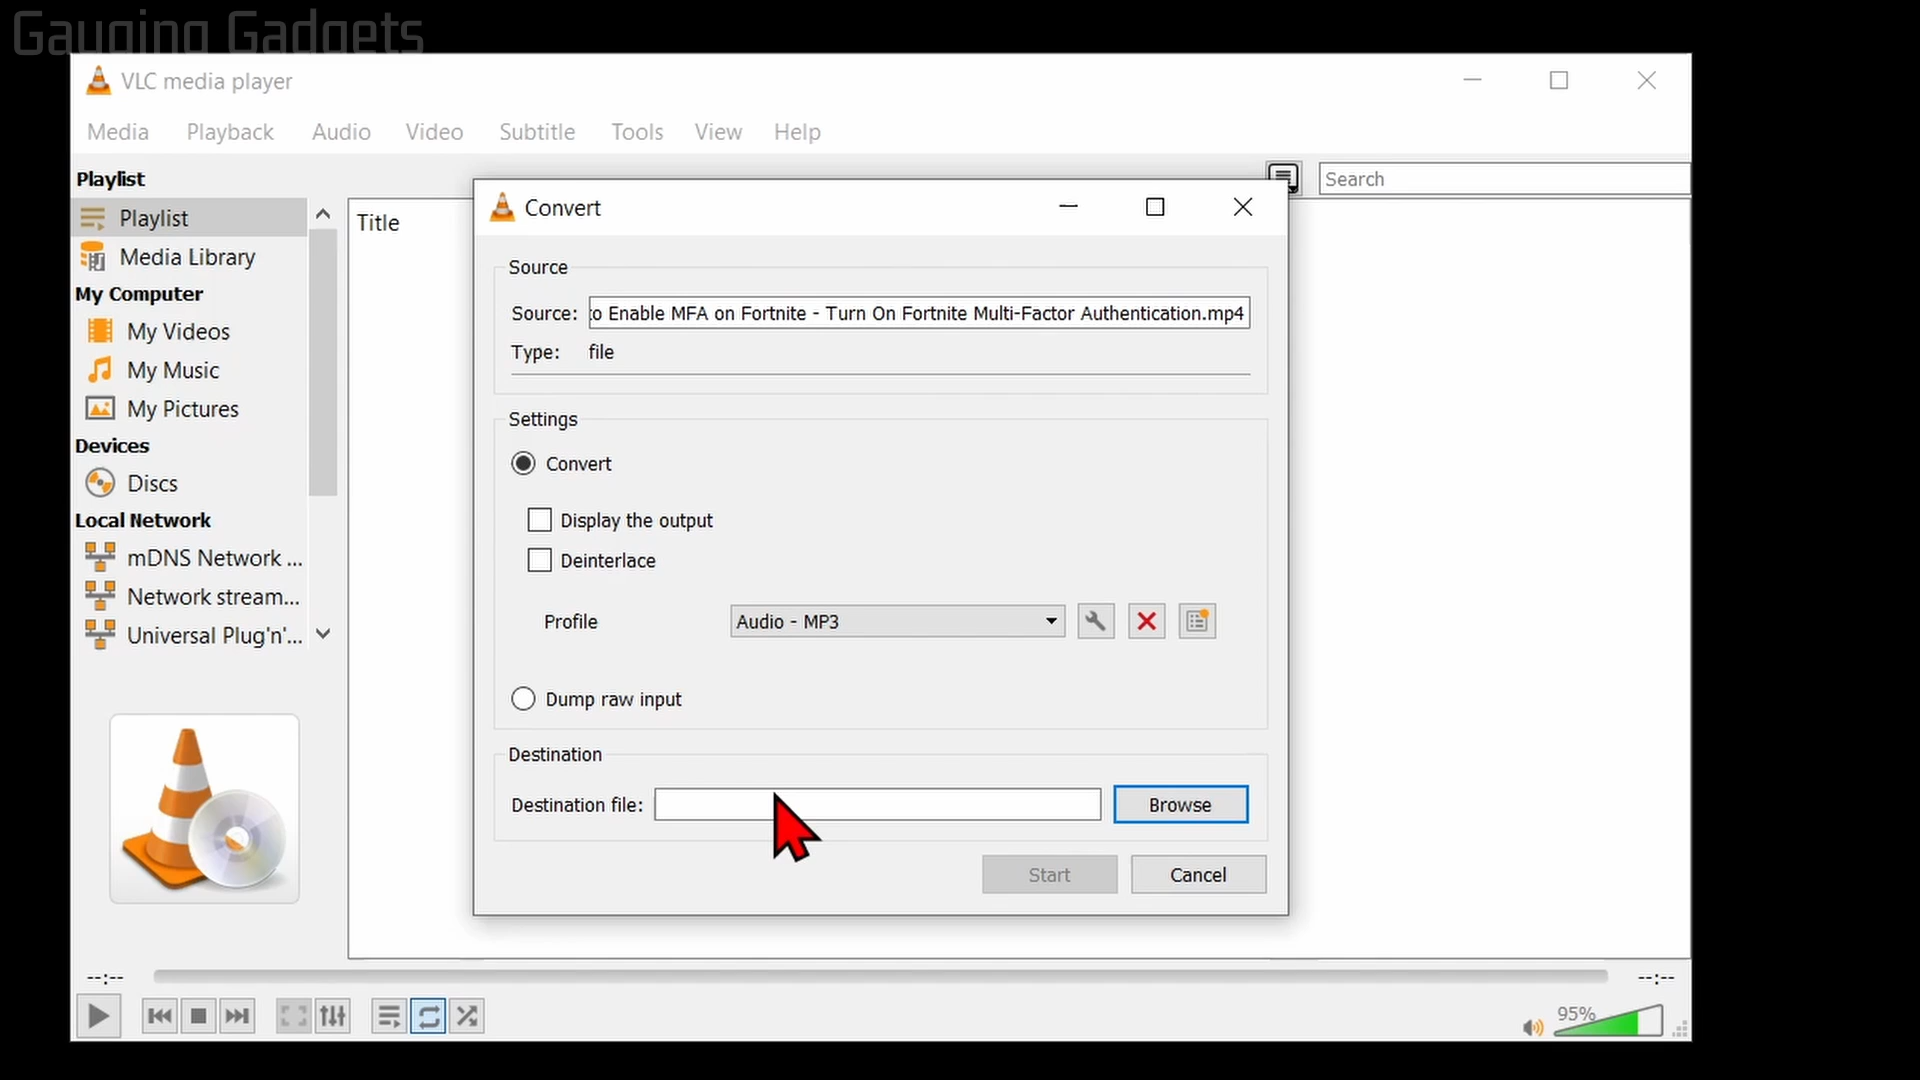 Gauging Gadgets
VLC media player
Media Playback Audio Video Subtitle Tools View Help
Playlist
Search
Playlist
Media Library
My Computer
My Videos
My Music
My Pictures
Devices
Discs
Local Network
mDNS Network ...
Network stream...
Universal Plug'n'...
Title
Convert
Source
Source: to Enable MFA on Fortnite - Turn On Fortnite Multi-Factor Authentication.mp4
Type: file
Settings
Convert
Display the output
Deinterlace
Profile Audio - MP3
Dump raw input
Destination
Destination file: Browse
Start Cancel
--:-- --:--
95%